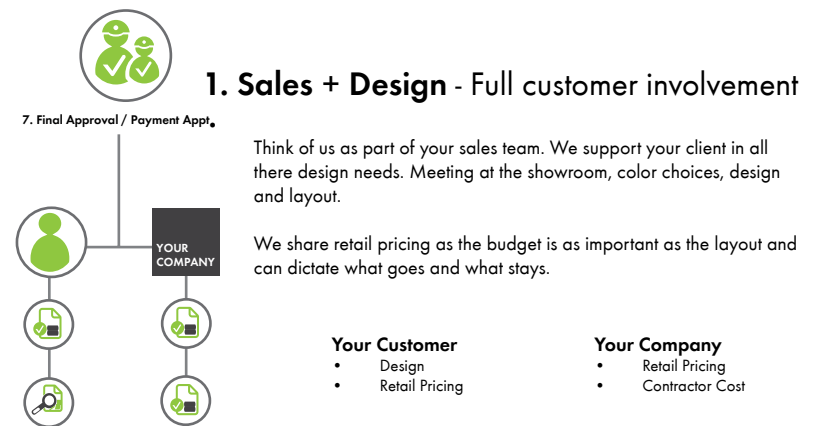 1. Sales + Design - Full customer involvement
7. Final Approval / Payment Appt.
Think of us as part of your sales team. We support your client in all
there design needs. Meeting at the showroom, color choices, design
and layout.
We share retail pricing as the budget is as important as the layout and
can dictate what goes and what stays.
YOUR
COMPANY
Your Customer
• Design
• Retail Pricing
Your Company
• Retail Pricing
• Contractor Cost